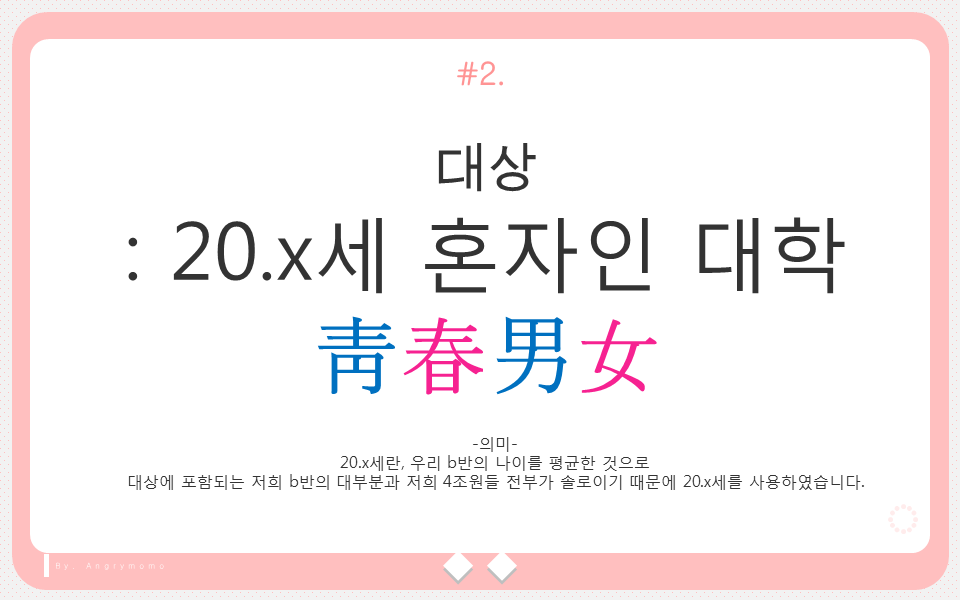 #2.
대상
: 20.x세 혼자인 대학
靑春男女
-의미-
20.x세란, 우리 b반의 나이를 평균한 것으로
대상에 포함되는 저희 b반의 대부분과 저희 4조원들 전부가 솔로이기 때문에 20.x세를 사용하였습니다.
By. Angrymomo